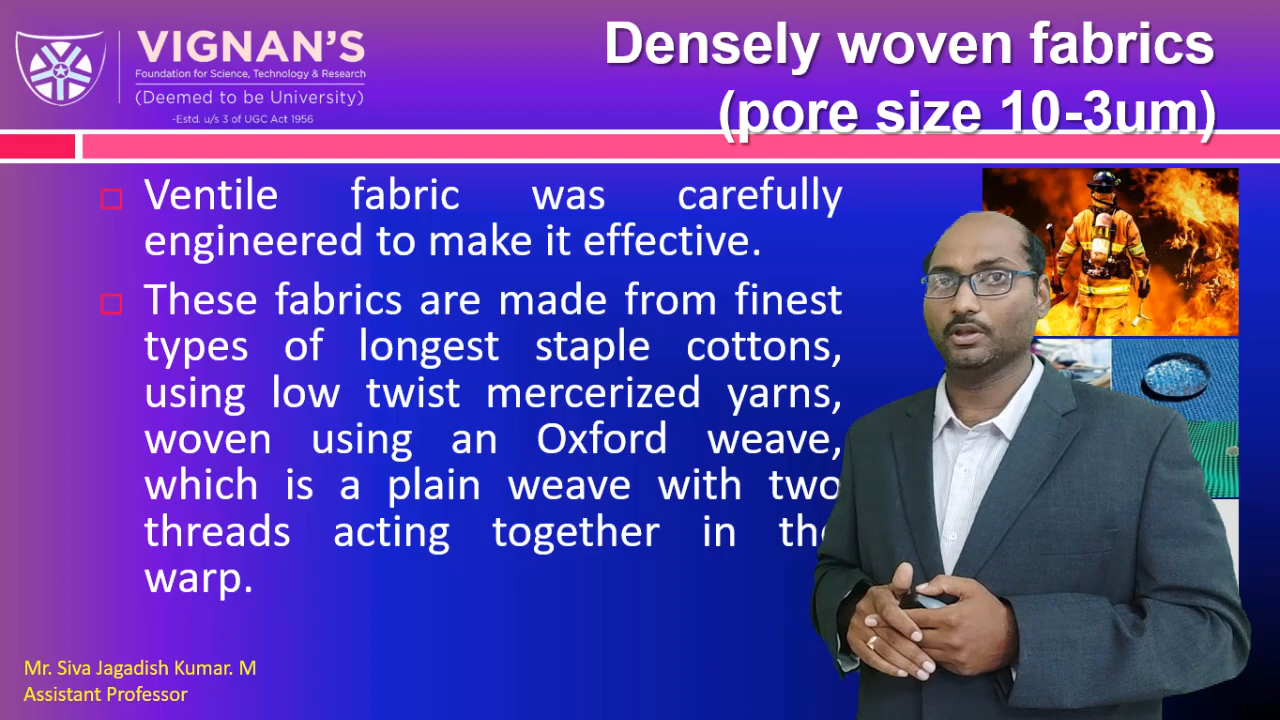 VIGNAN'S
Foundation for Science, Technology & Research
(Deemed to be University)
-Estd. u/s 3 of UGC Act 1956
Densely woven fabrics
(pore size 10-3um)
Ventile fabric was carefully
engineered to make it effective.
These fabrics are made from finest
types of longest staple cottons,
using low twist mercerized yarns,
woven using an Oxford weave,
which is a plain weave with two
threads acting together in the
warp.
Mr. Siva Jagadish Kumar. M
Assistant Professor